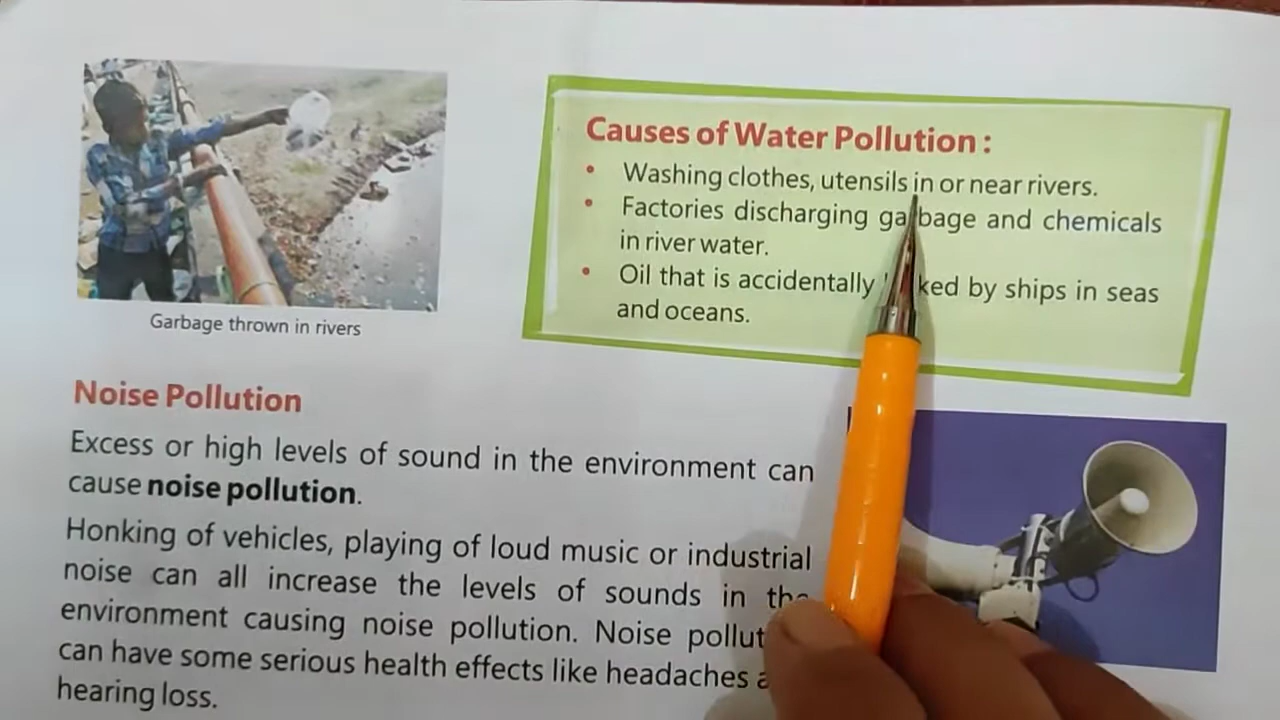 Causes of Water Pollution :
• Washing clothes, utensils in or near rivers.
• Factories discharging garbage and chemicals
in river water.
• Oil that is accidentally ked by ships in seas
and oceans.
Garbage thrown in rivers
Noise Pollution
Excess or high levels of sound in the environment can
cause noise pollution.
Honking of vehicles, playing of loud music or industrial
noise can all increase the levels of sounds in the
environment causing noise pollution. Noise pollut
can have some serious health effects like headaches a
hearing loss.